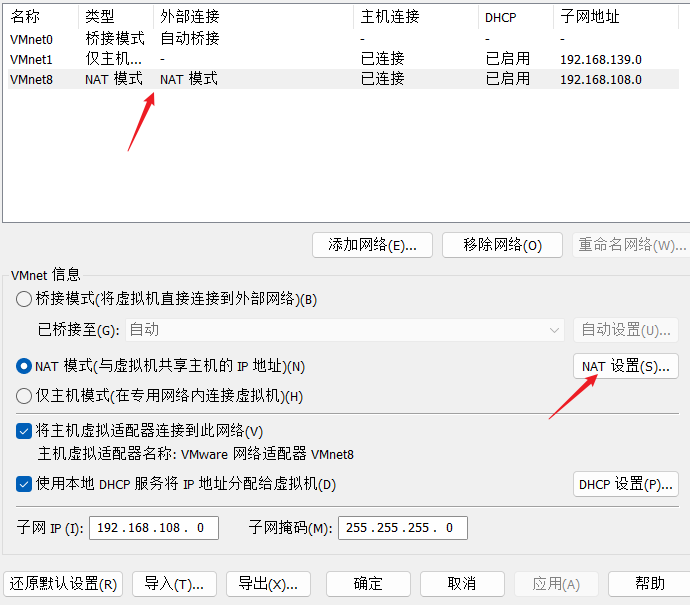 名称 类型 外部连接 主机连接 DHCP 子网地址
VMnet0 桥接模式 自动桥接 - - -
VMnet1 仅主机... - 已连接 已启用 192.168.139.0
VMnet8 NAT 模式 NAT 模式 已连接 已启用 192.168.108.0
添加网络(E)... 移除网络(O) 重命名网络(W)...
VMnet 信息
桥接模式(将虚拟机直接连接到外部网络)(B)
已桥接至(G): 自动 自动设置(U)...
NAT 模式(与虚拟机共享主机的 IP 地址)(N) NAT 设置(S)...
仅主机模式(在专用网络内连接虚拟机)(H)
将主机虚拟适配器连接到此网络(V)
主机虚拟适配器名称: VMware 网络适配器 VMnet8
使用本地 DHCP 服务将 IP 地址分配给虚拟机(D) DHCP 设置(P)...
子网 IP (I): 192.168.108. 0 子网掩码(M): 255.255.255. 0
还原默认设置(R) 导入(T)... 导出(X)... 确定 取消 应用(A) 帮助